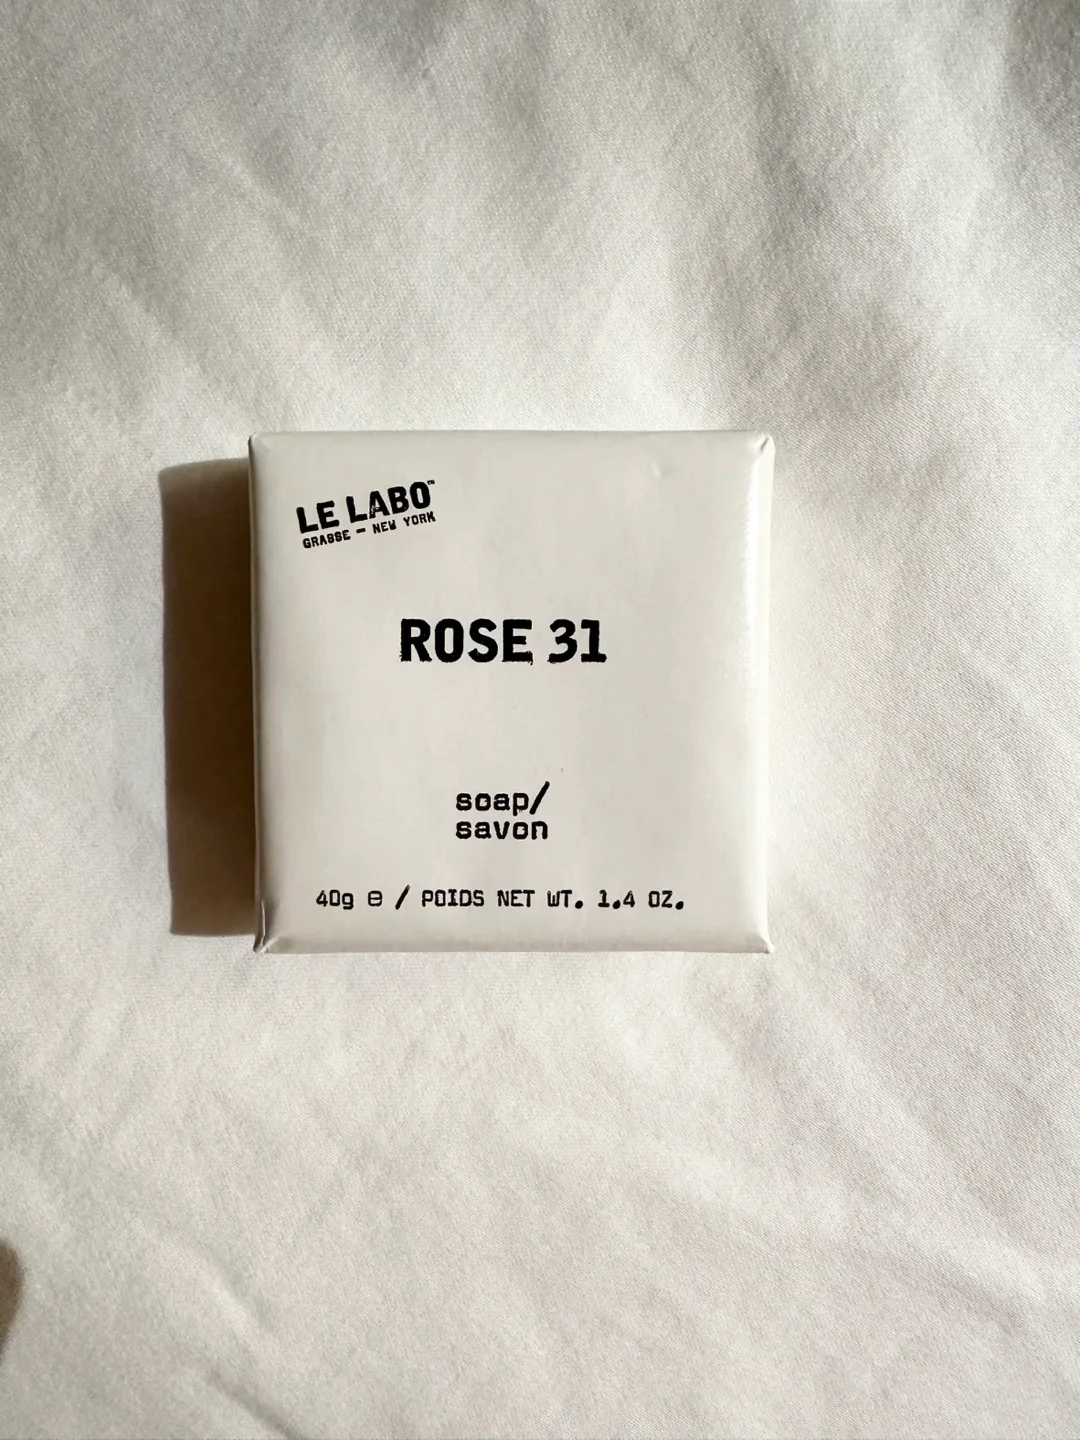 LE LABO™
GRASSE – NEW YORK
ROSE 31
soap/
savon
40g ℮ / POIDS NET WT. 1.4 OZ.